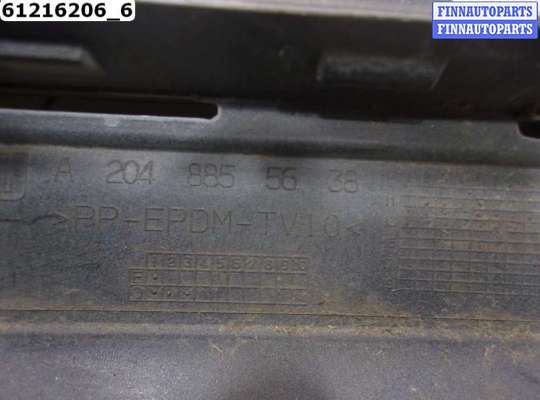 61216206_6
FINNAUTOPARTS
FINNAUTOPARTS
A 204 885 56 38
>PP-EPDM-TV10<